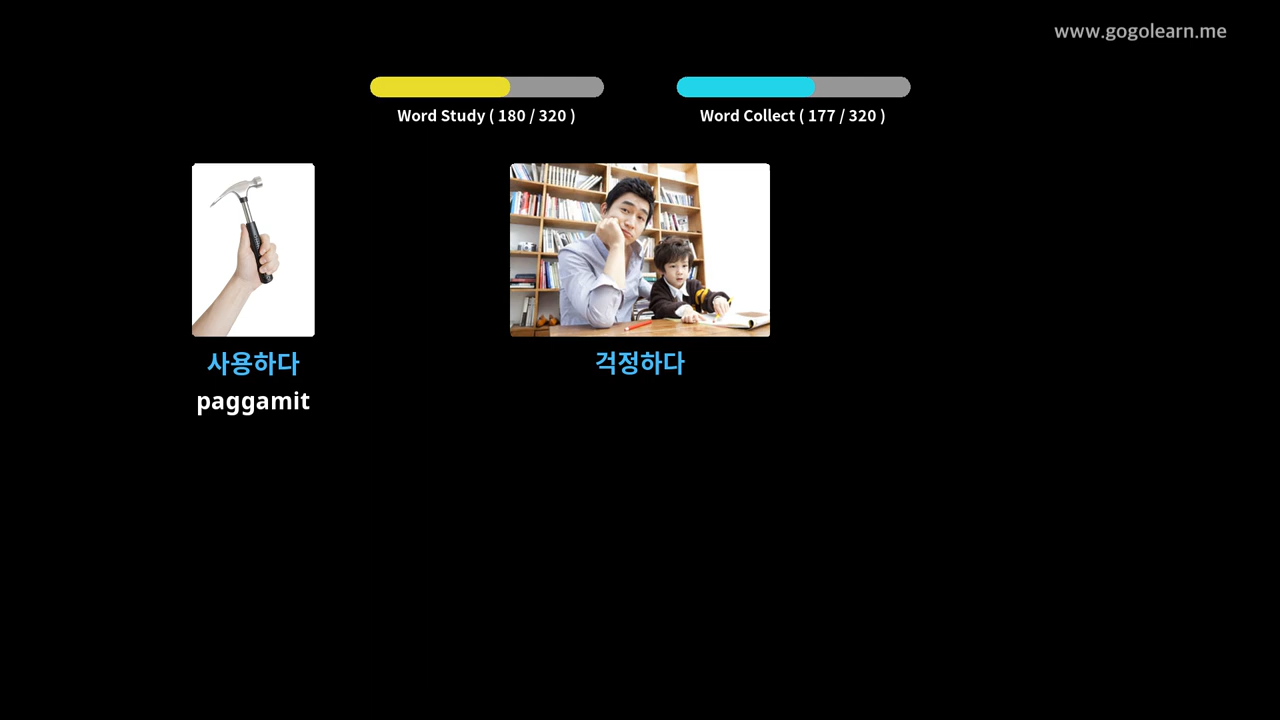 www.gogolearn.me
Word Study ( 180 / 320 )
Word Collect ( 177 / 320 )
사용하다
paggamit
걱정하다